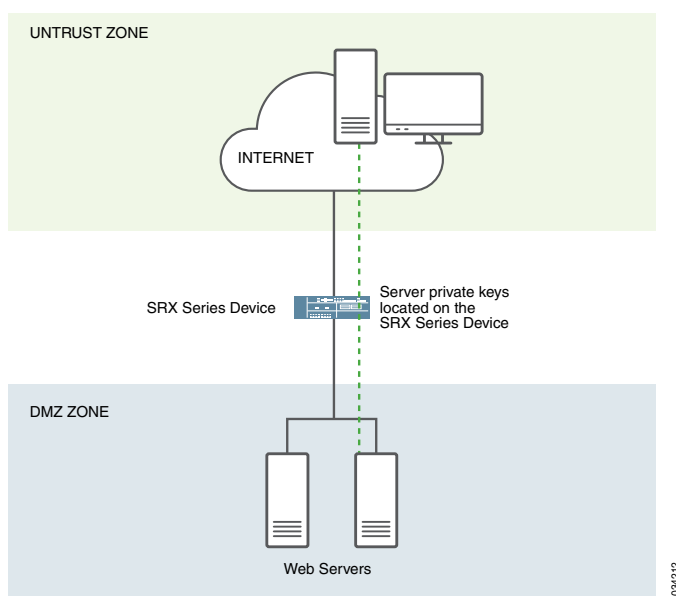 UNTRUST ZONE
INTERNET
SRX Series Device
Server private keys
located on the
SRX Series Device
DMZ ZONE
Web Servers